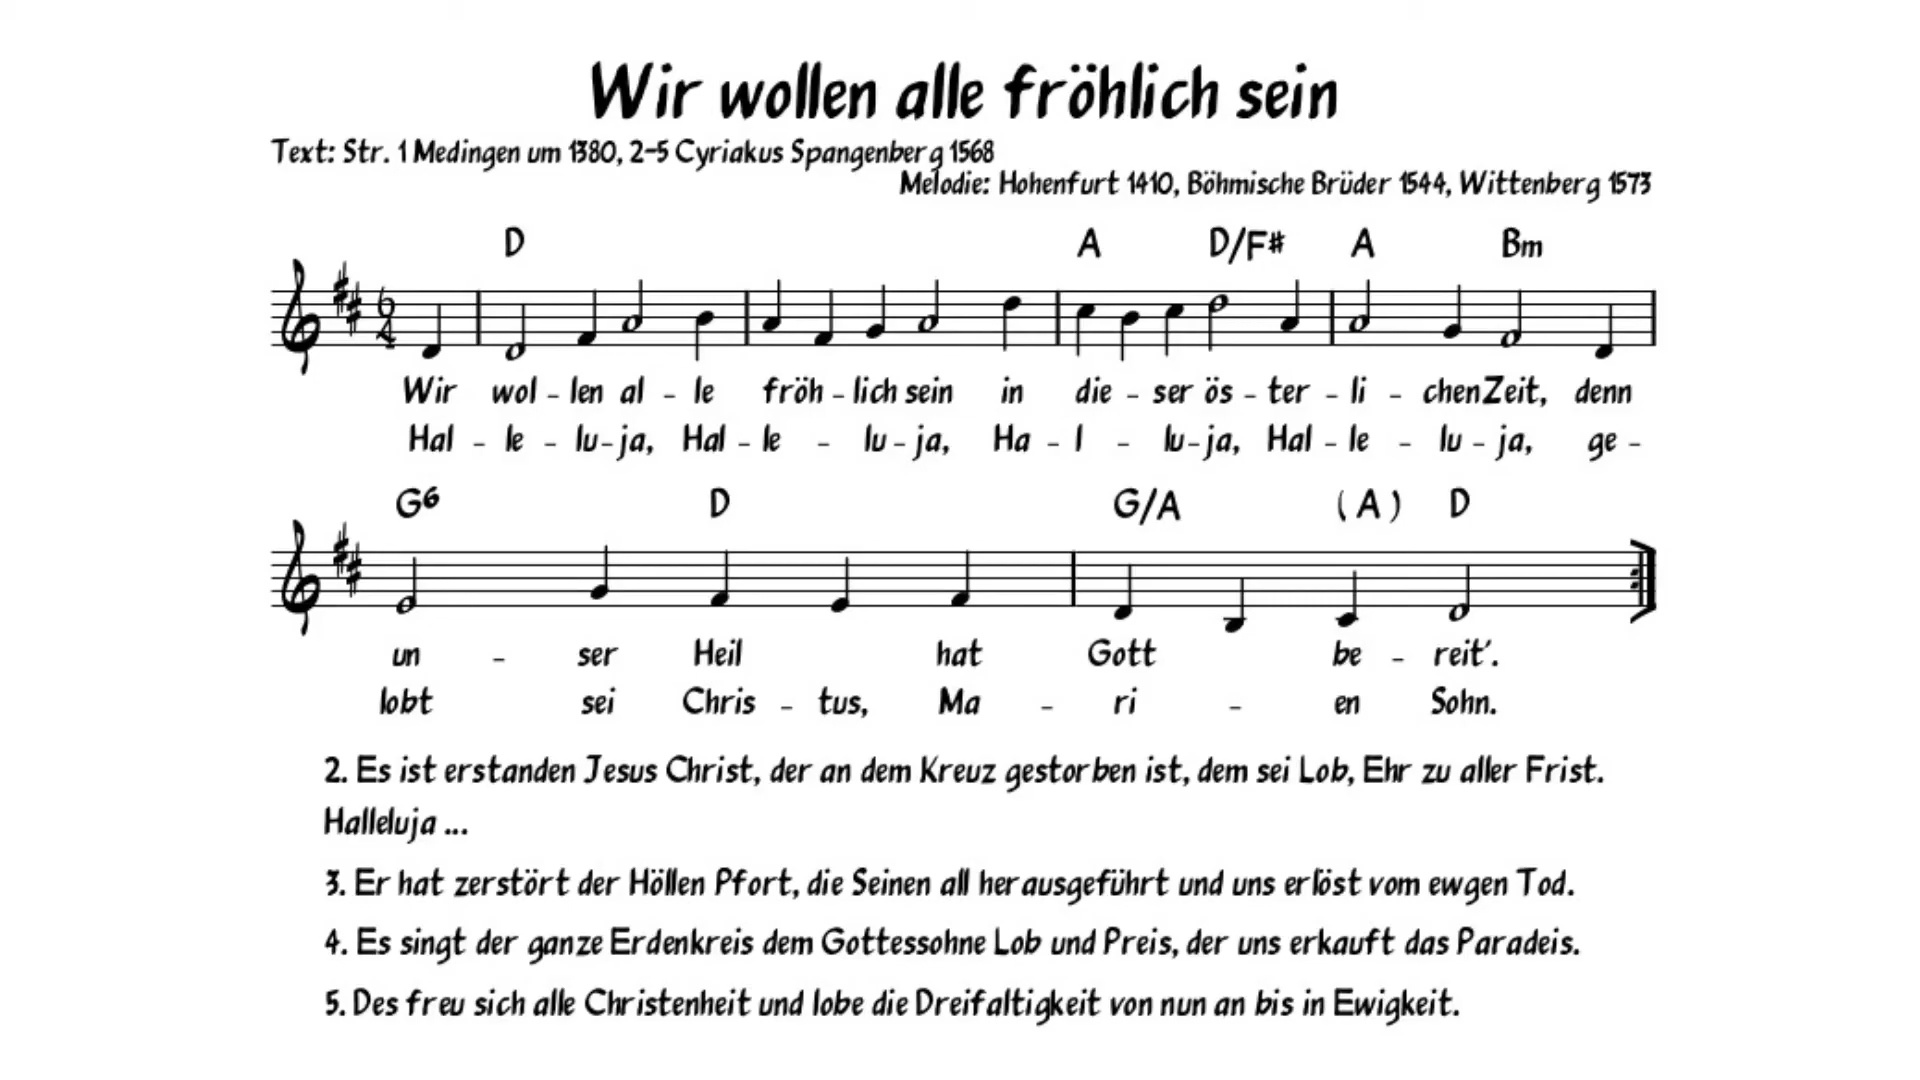 Wir wollen alle fröhlich sein
Text: Str. 1 Medingen um 1380, 2-5 Cyriakus Spangenberg 1568
Melodie: Hohenfurt 1410, Böhmische Brüder 1544, Wittenberg 1573
D A D/F# A Bm
6
4
Wir wol - len al - le fröh - lich sein in die - ser ös - ter - li - chen Zeit, denn
Hal - le - lu - ja, Hal - le - lu - ja, Ha - l - lu - ja, Hal - le - lu - ja, ge -
G6 D G/A (A) D
un - ser Heil hat Gott be - reit'.
lobt sei Chris - tus, Ma - ri - en Sohn.
2. Es ist erstanden Jesus Christ, der an dem Kreuz gestorben ist, dem sei Lob, Ehr zu aller Frist.
Halleluja ...
3. Er hat zerstört der Höllen Pfort, die Seinen all herausgeführt und uns erlöst vom ewgen Tod.
4. Es singt der ganze Erdenkreis dem Gottessohne Lob und Preis, der uns erkauft das Paradeis.
5. Des freu sich alle Christenheit und lobe die Dreifaltigkeit von nun an bis in Ewigkeit.